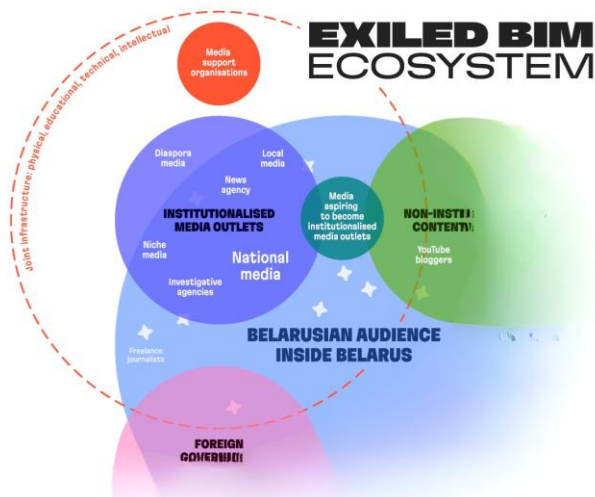 EXILED BIM
ECOSYSTEM
Joint infrastructure: physical, educational, technical, intellectual
Media
support
organisations
Diaspora
media
Local
media
News
agency
INSTITUTIONALISED
MEDIA OUTLETS
Niche
media
National
media
Investigative
agencies
Media
aspiring
to become
institutionalised
media outlets
YouTube
bloggers
BELARUSIAN AUDIENCE
INSIDE BELARUS
Freelance
journalists
FOREIGN